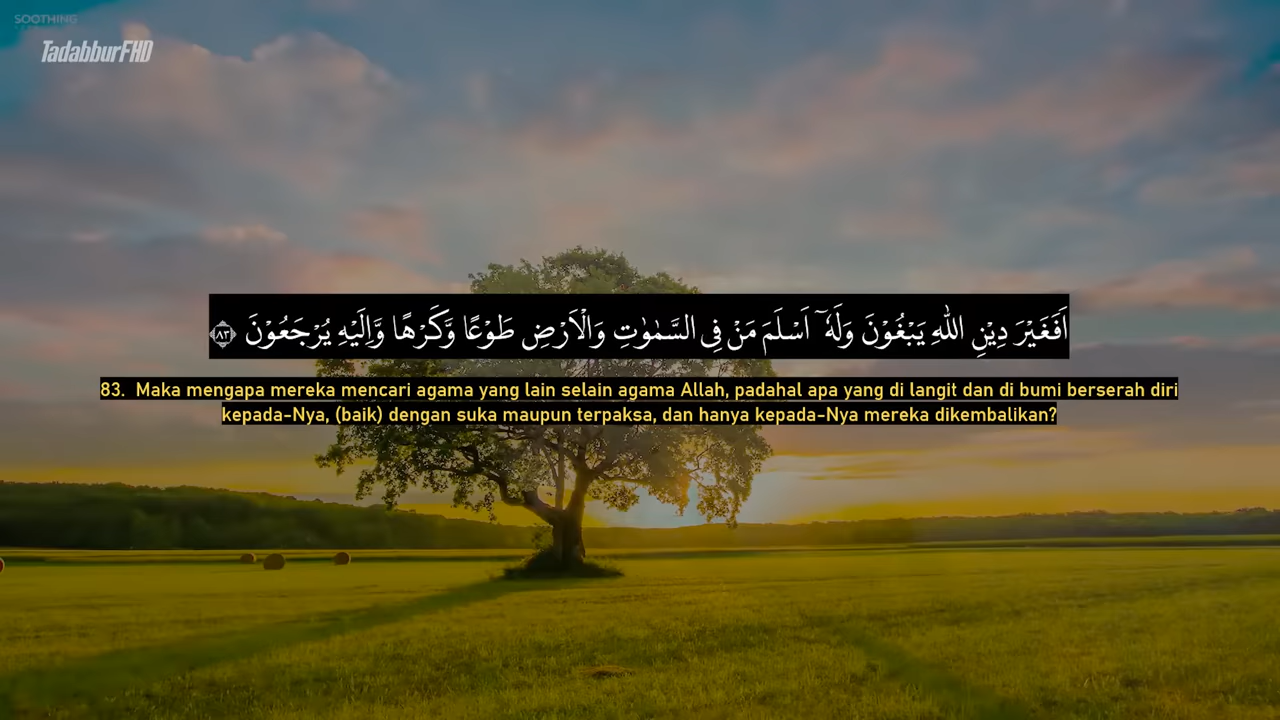 SOOTHING
TadabburFHD
اَفَغَيْرَ دِيْنِ اللّٰهِ يَبْغُوْنَ وَلَهٗٓ اَسْلَمَ مَنْ فِى السَّمٰوٰتِ وَالْاَرْضِ طَوْعًا وَّكَرْهًا وَّاِلَيْهِ يُرْجَعُوْنَ ﴿٨٣﴾
83. Maka mengapa mereka mencari agama yang lain selain agama Allah, padahal apa yang di langit dan di bumi berserah diri
kepada-Nya, (baik) dengan suka maupun terpaksa, dan hanya kepada-Nya mereka dikembalikan?